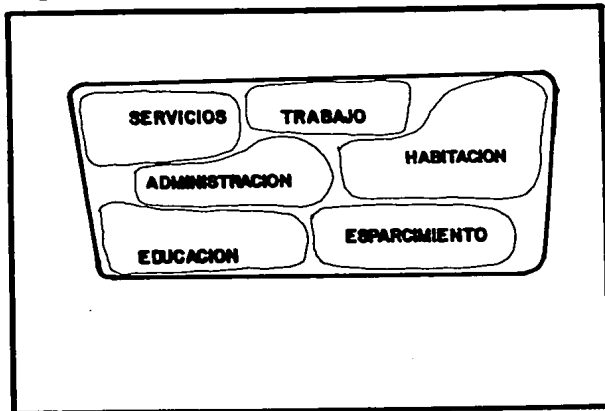 SERVICIOS
TRABAJO
HABITACION
ADMINISTRACION
EDUCACION
ESPARCIMIENTO